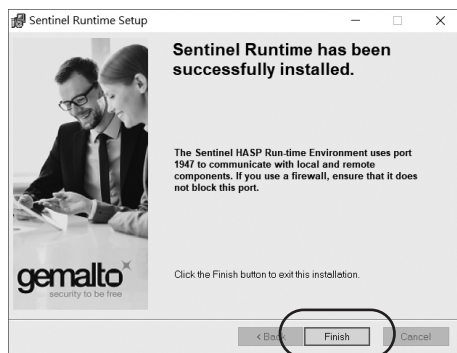 Sentinel Runtime Setup
Sentinel Runtime has been
successfully installed.
The Sentinel HASP Run-time Environment uses port
1947 to communicate with local and remote
components. If you use a firewall, ensure that it does
not block this port.
gemalto
security to be free
Click the Finish button to exit this installation.
< Back Finish Cancel